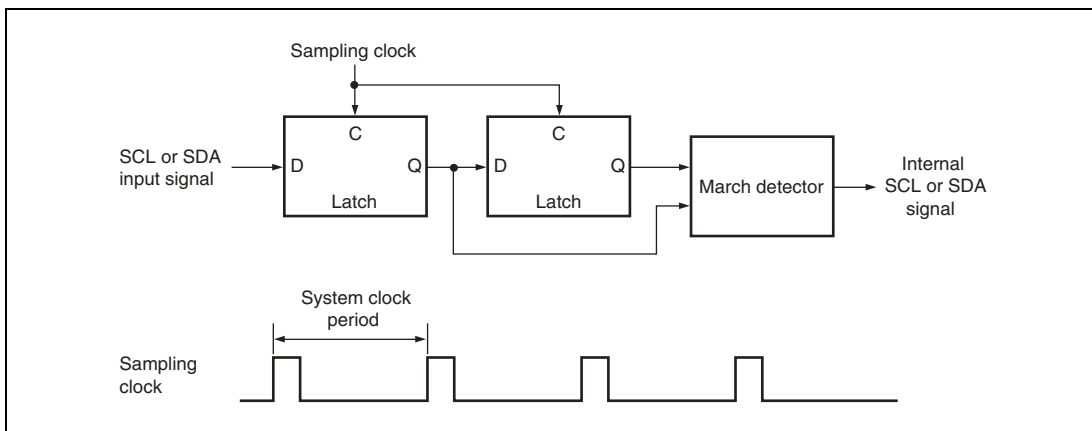 Sampling clock
SCL or SDA
input signal
D
C
Q
Latch
D
C
Q
Latch
March detector
Internal
SCL or SDA
signal
System clock
period
Sampling
clock